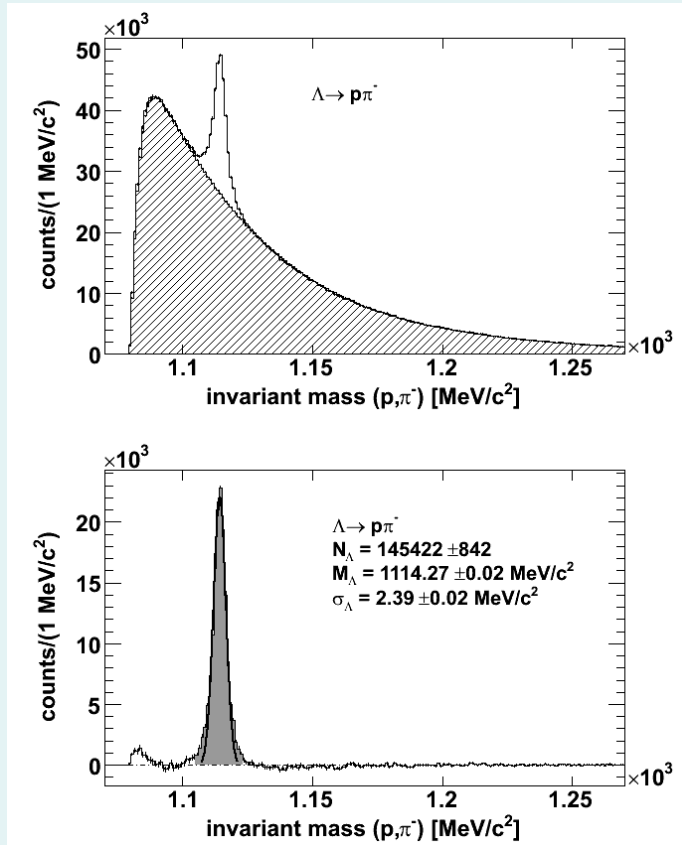 ×10³
50
40
30
20
10
0
counts/(1 MeV/c²)
Λ→ pπ⁻
1.1
1.15
1.2
1.25
×10³
invariant mass (p,π⁻) [MeV/c²]
×10³
20
15
10
5
0
counts/(1 MeV/c²)
Λ→ pπ⁻
N_Λ = 145422 ±842
M_Λ = 1114.27 ±0.02 MeV/c²
σ_Λ = 2.39 ±0.02 MeV/c²
1.1
1.15
1.2
1.25
×10³
invariant mass (p,π⁻) [MeV/c²]